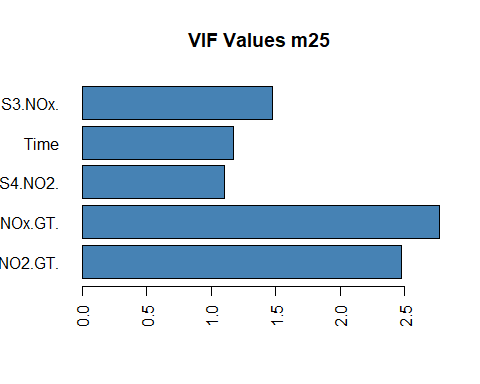 VIF Values m25
S3.NOx.
Time
S4.NO2.
NOx.GT.
NO2.GT.
0.0 0.5 1.0 1.5 2.0 2.5